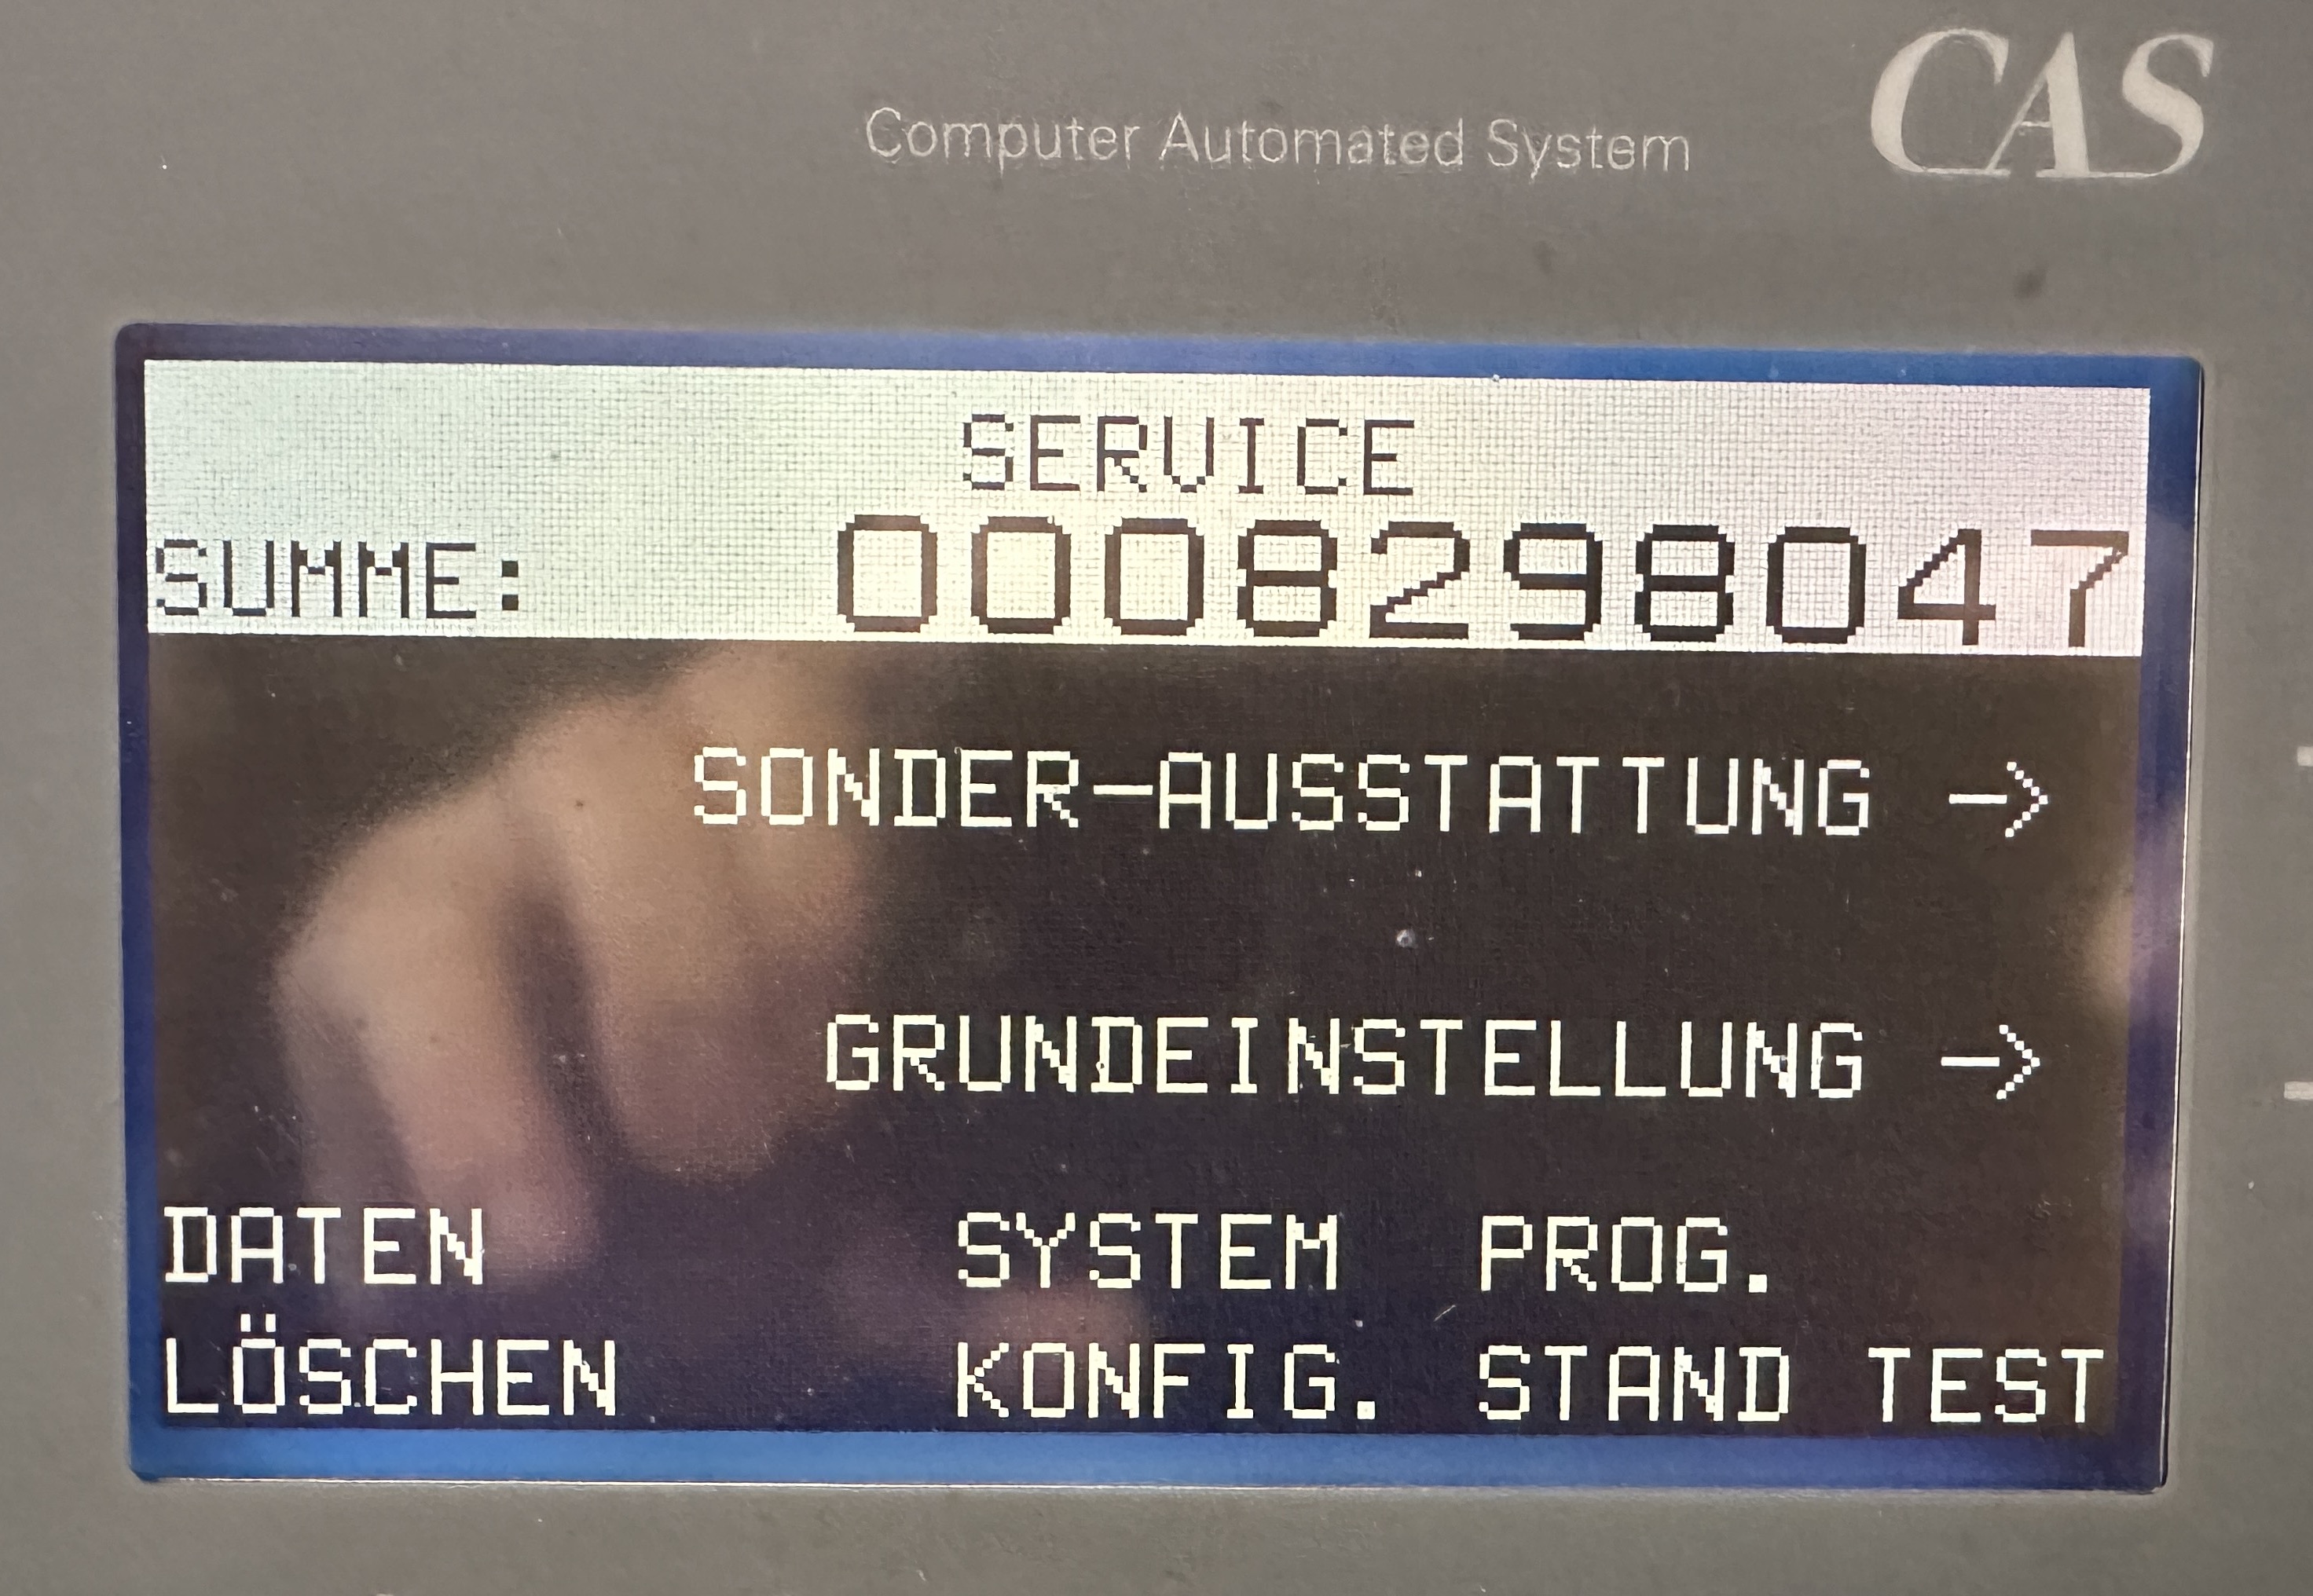 CAS
Computer Automated System
SERVICE
SUMME: 0008298047
SONDER-AUSSTATTUNG ->
GRUNDEINSTELLUNG ->
DATEN SYSTEM PROG.
LÖSCHEN KONFIG. STAND TEST